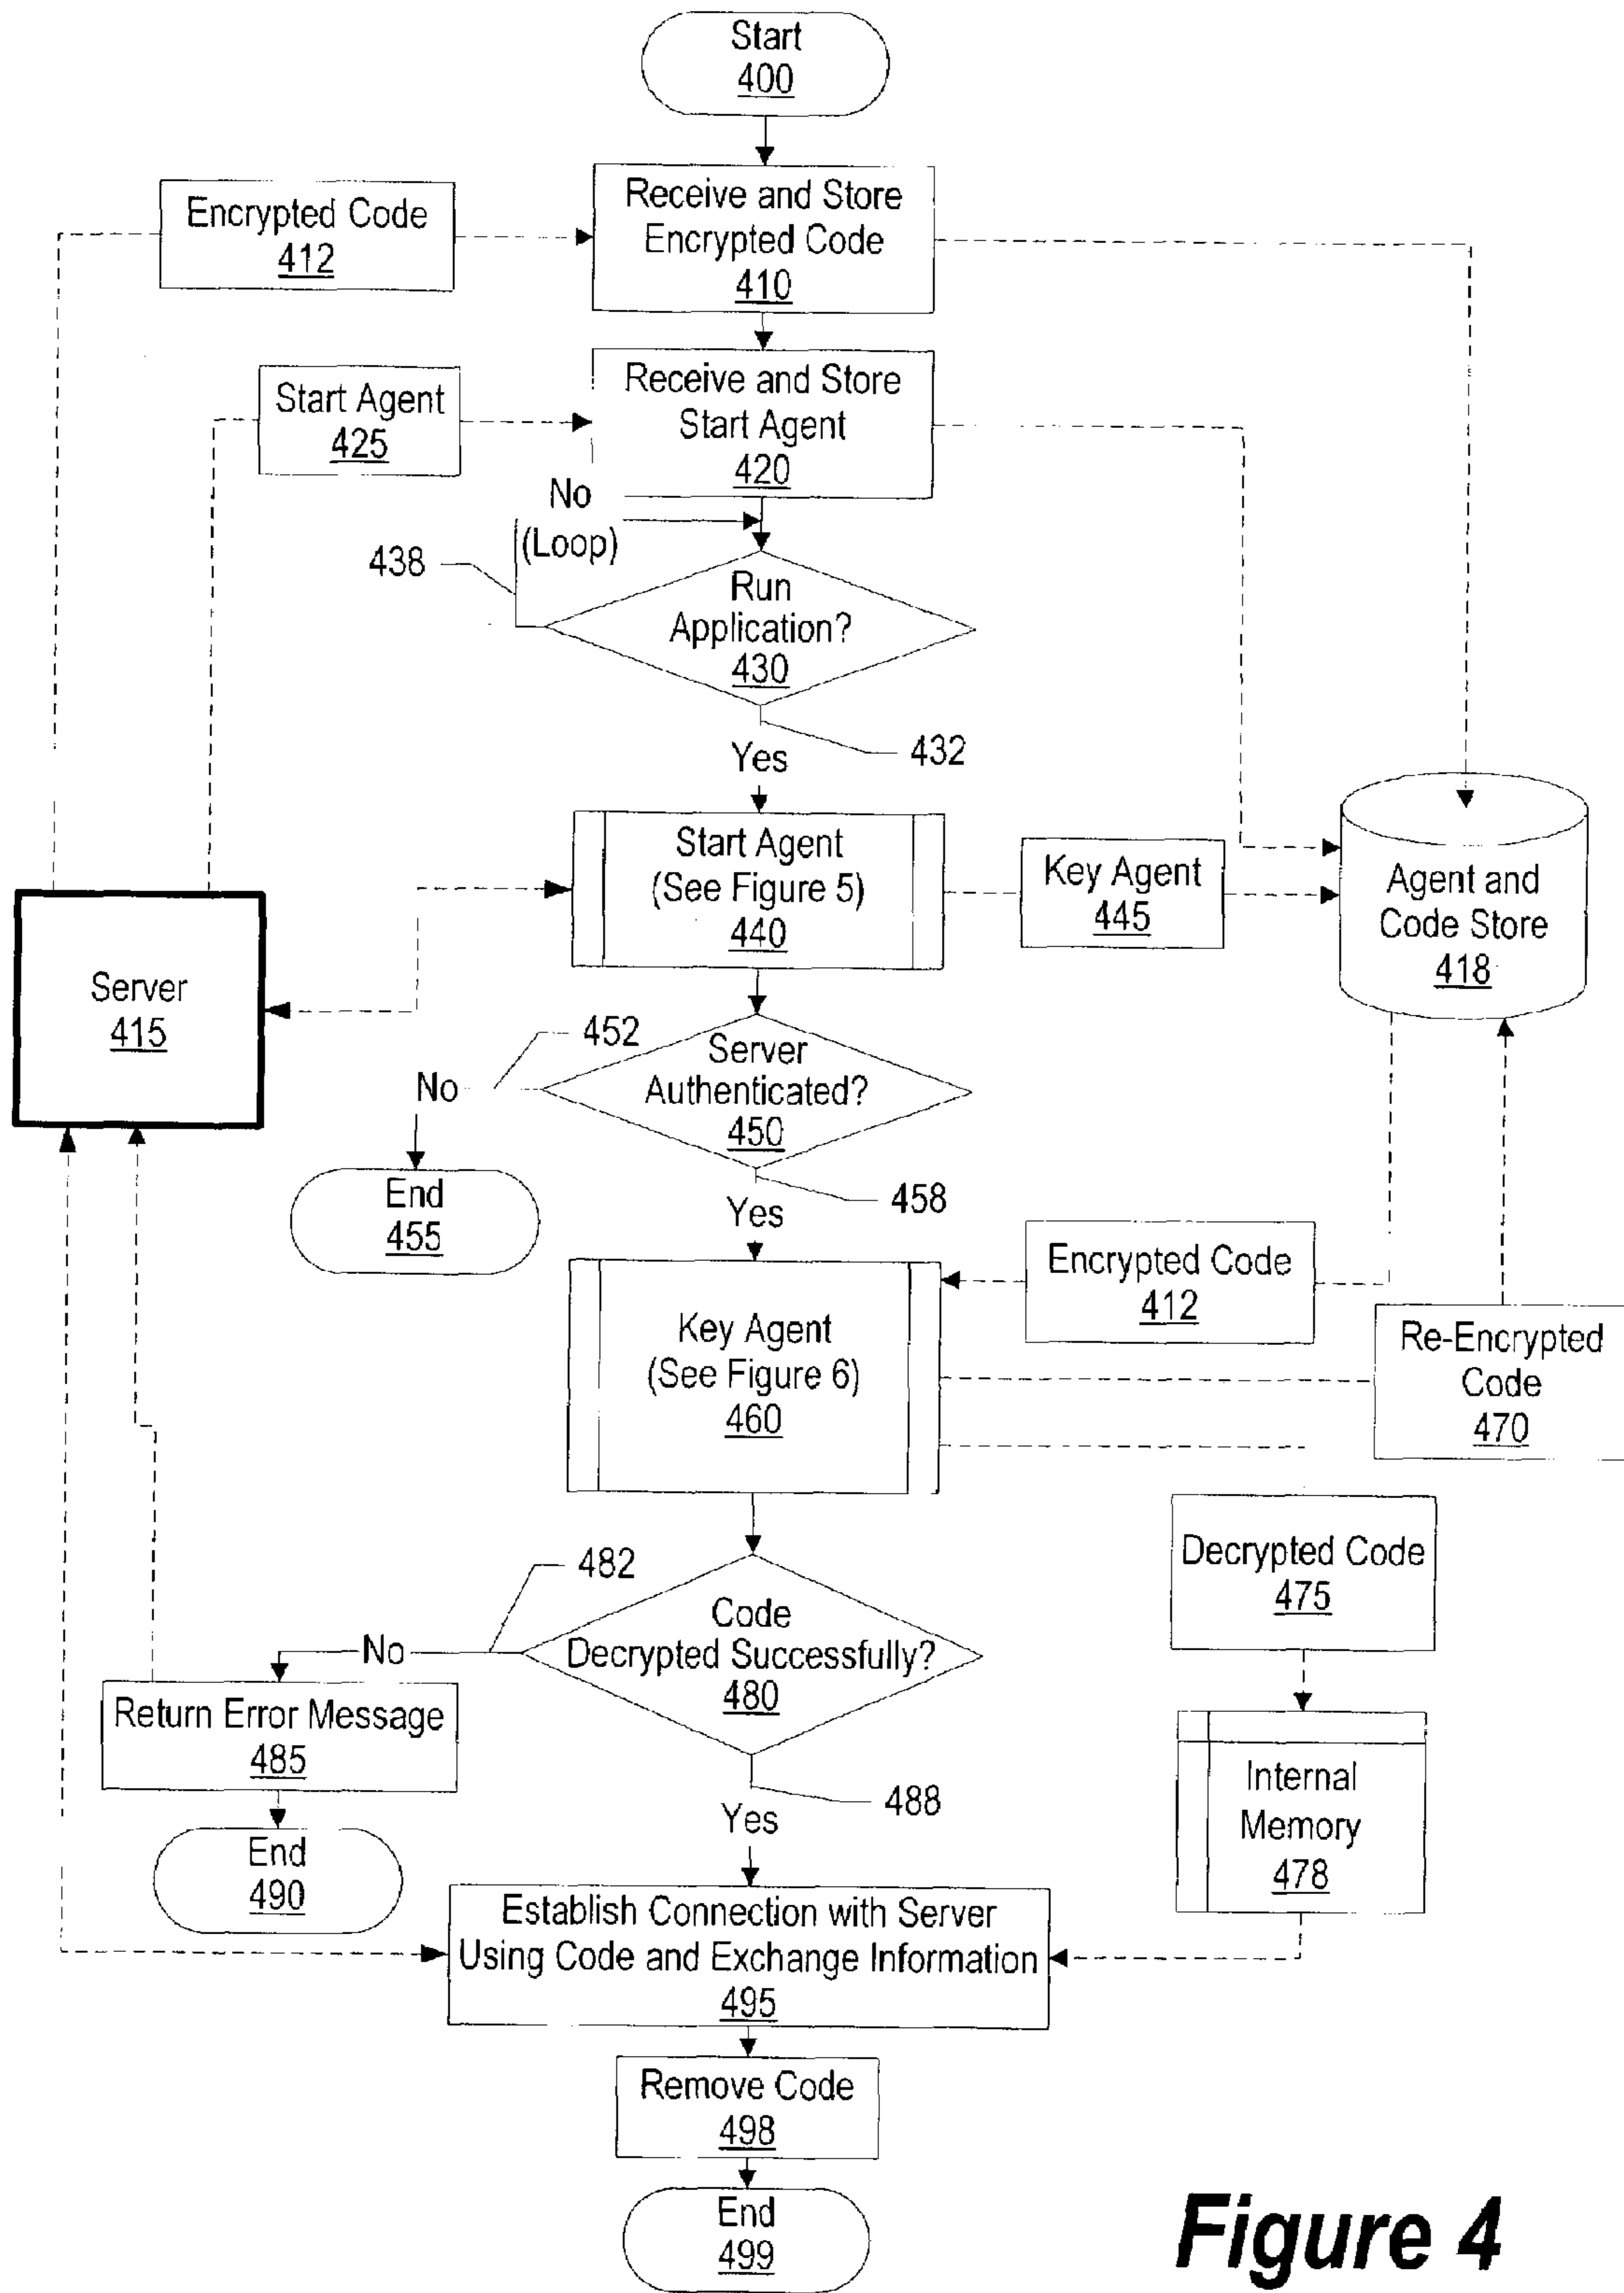 Start
400
Encrypted Code
412
Receive and Store
Encrypted Code
410
Start Agent
425
Receive and Store
Start Agent
420
No
(Loop)
438
Run
Application?
430
432
Yes
Start Agent
(See Figure 5)
440
Key Agent
445
Agent and
Code Store
418
Server
415
452
No
Server
Authenticated?
450
End
455
458
Yes
Encrypted Code
412
Key Agent
(See Figure 6)
460
Re-Encrypted
Code
470
Decrypted Code
475
482
No
Code
Decrypted Successfully?
480
Return Error Message
485
488
Yes
Internal
Memory
478
End
490
Establish Connection with Server
Using Code and Exchange Information
495
Remove Code
498
End
499
Figure 4